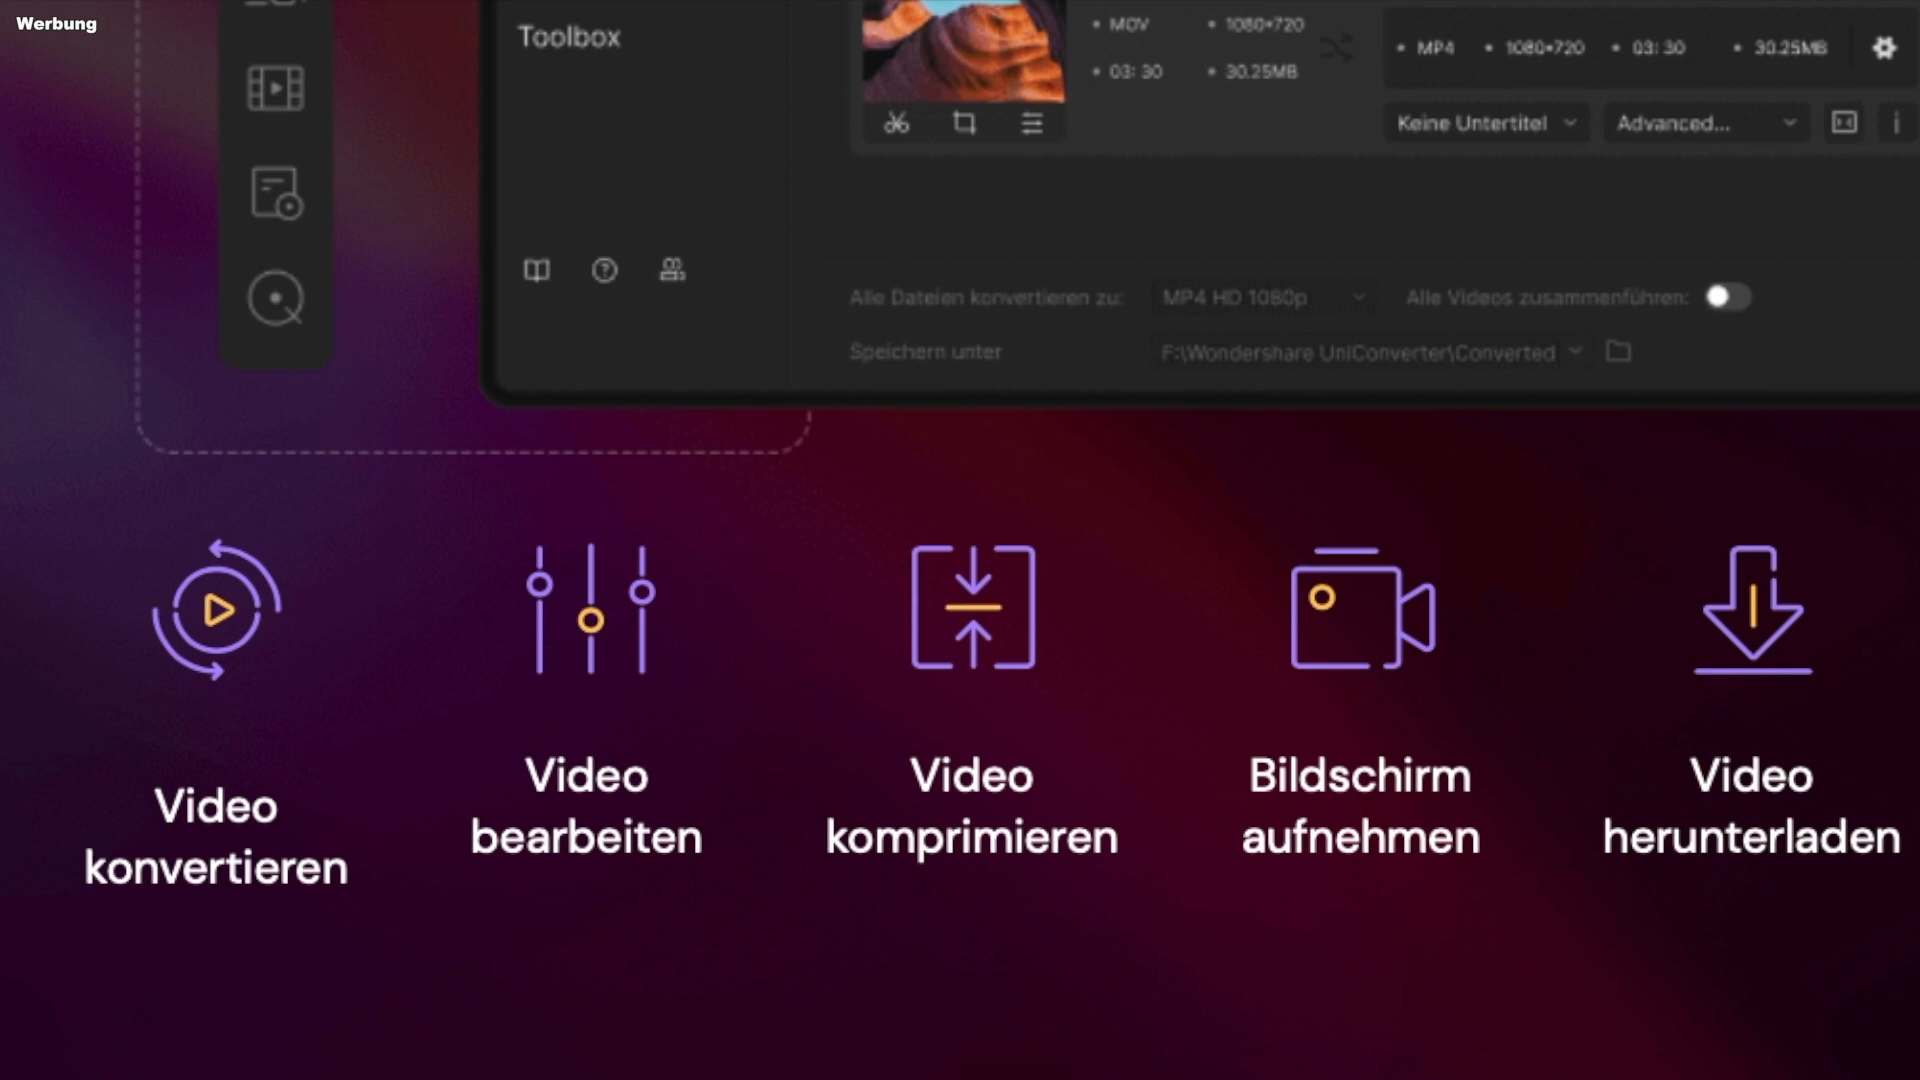 Werbung
Toolbox
• MOV • 1080*720
• 03: 30 • 30.25MB
• MP4 • 1080*720 • 03: 30 • 30.25MB
Keine Untertitel Advanced...
Alle Dateien konvertieren zu: MP4 HD 1080p Alle Videos zusammenführen:
Speichern unter F:\Wondershare UniConverter\Converted
Video
konvertieren
Video
bearbeiten
Video
komprimieren
Bildschirm
aufnehmen
Video
herunterladen